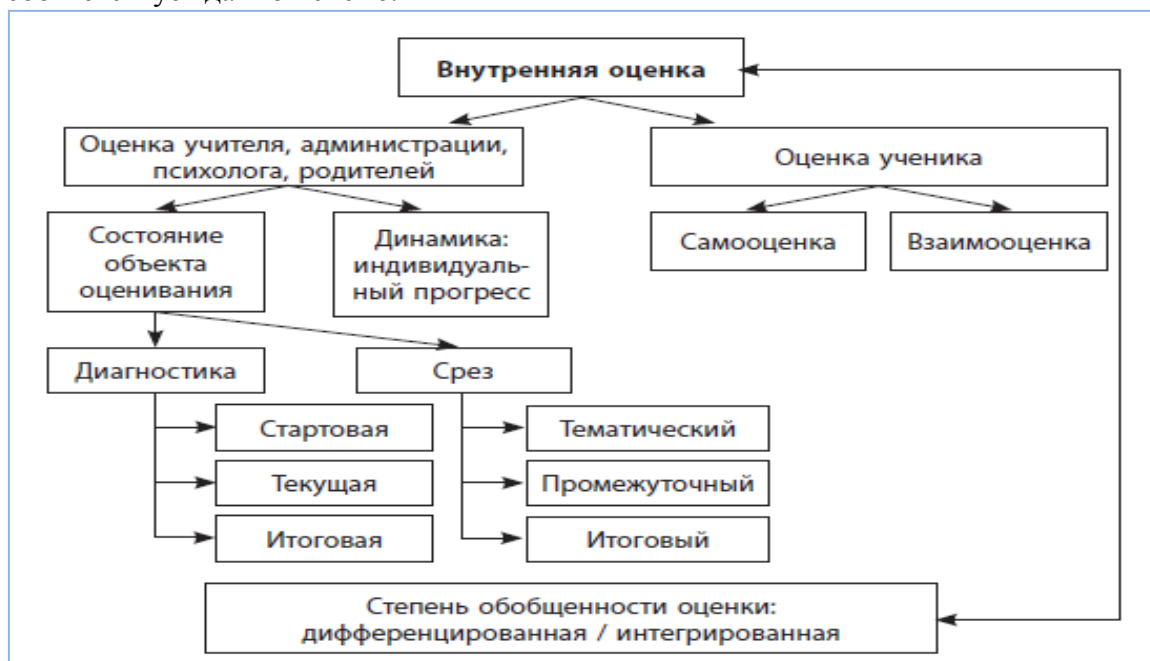 Внутренняя оценка
Оценка учителя, администрации,
психолога, родителей
Оценка ученика
Состояние
объекта
оценивания
Динамика:
индивидуаль-
ный прогресс
Самооценка
Взаимооценка
Диагностика
Срез
Стартовая
Тематический
Текущая
Промежуточный
Итоговая
Итоговый
Степень обобщенности оценки:
дифференцированная / интегрированная